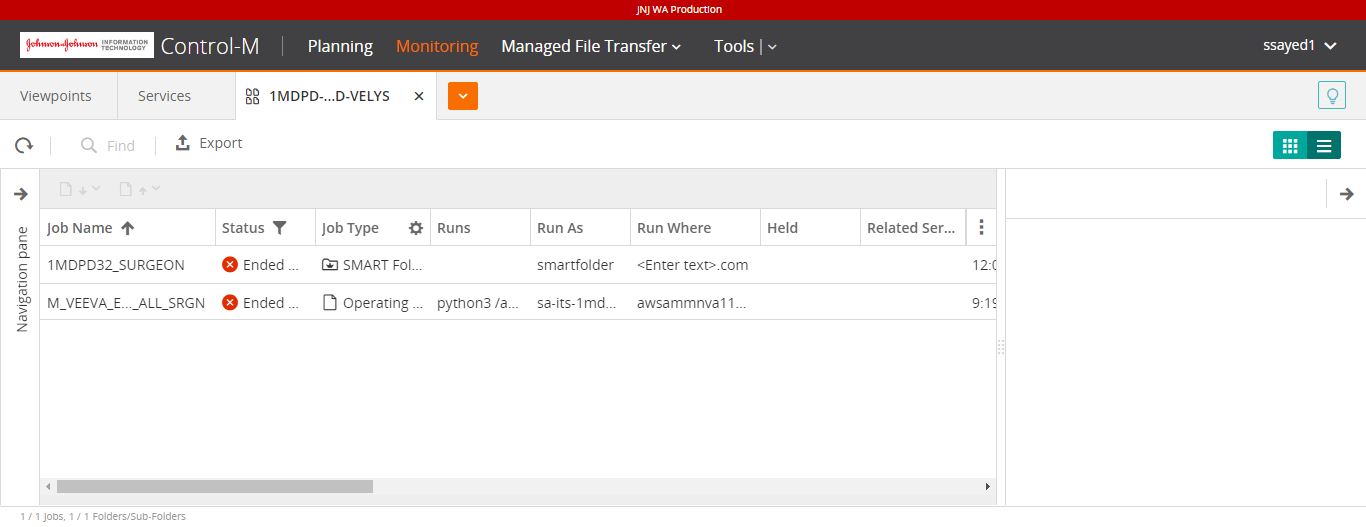 JNJ WA Production
Johnson-Johnson INFORMATION TECHNOLOGY Control-M Planning Monitoring Managed File Transfer Tools ssayed1
Viewpoints Services 1MDPD-...D-VELYS
Find Export
Navigation pane
Job Name Status Job Type Runs Run As Run Where Held Related Ser...
1MDPD32_SURGEON Ended ... SMART Fol... smartfolder <Enter text>.com 12:0
M_VEEVA_E..._ALL_SRGN Ended ... Operating ... python3 /a... sa-its-1md... awsammnva11... 9:19
1 / 1 Jobs, 1 / 1 Folders/Sub-Folders